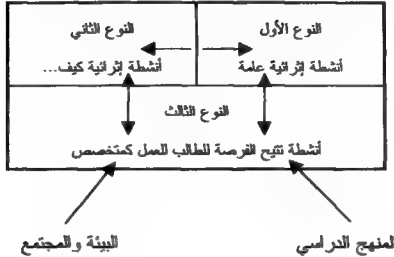 النوع الأول
النوع الثاني
أنشطة إثرائية عامة
أنشطة إثرائية كيف...
النوع الثالث
أنشطة تتيح الفرصة للطالب للعمل كمتخصص
لمنهج الدراسي
البيئة والمجتمع